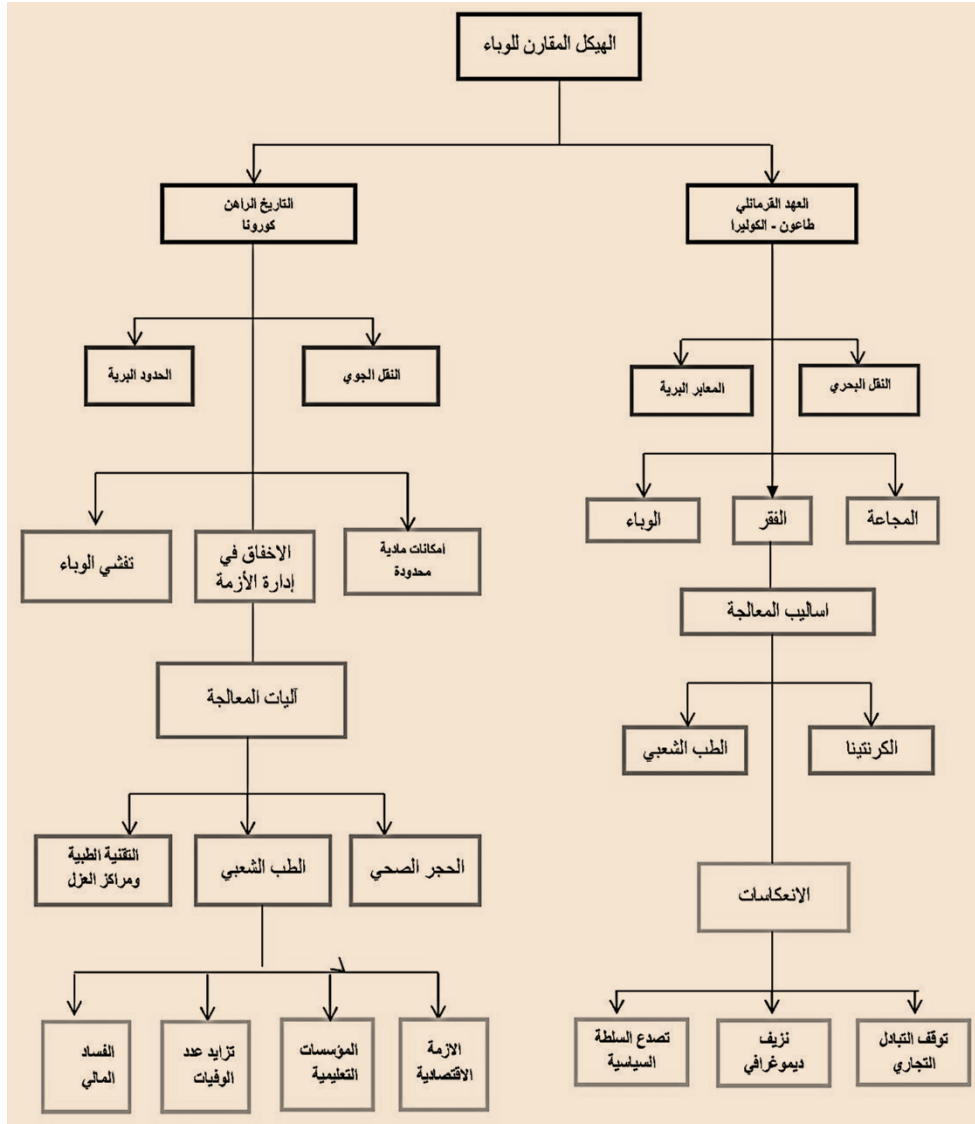 الهيكل المقارن للوباء
العهد القرمانلي
طاعون - الكوليرا
التاريخ الراهن
كورونا
النقل البحري
المعابر البرية
النقل الجوي
الحدود البرية
المجاعة
الفقر
الوباء
أمكانات مادية
محدودة
الاخفاق في
إدارة الأزمة
تفشي الوباء
اساليب المعالجة
آليات المعالجة
الكرنتينا
الطب الشعبي
الحجر الصحي
الطب الشعبي
التقنية الطبية
ومراكز العزل
الانعكاسات
توقف التبادل
التجاري
نزيف
ديموغرافي
تصدع السلطة
السياسية
الازمة
الاقتصادية
المؤسسات
التعليمية
تزايد عدد
الوفيات
الفساد
المالي